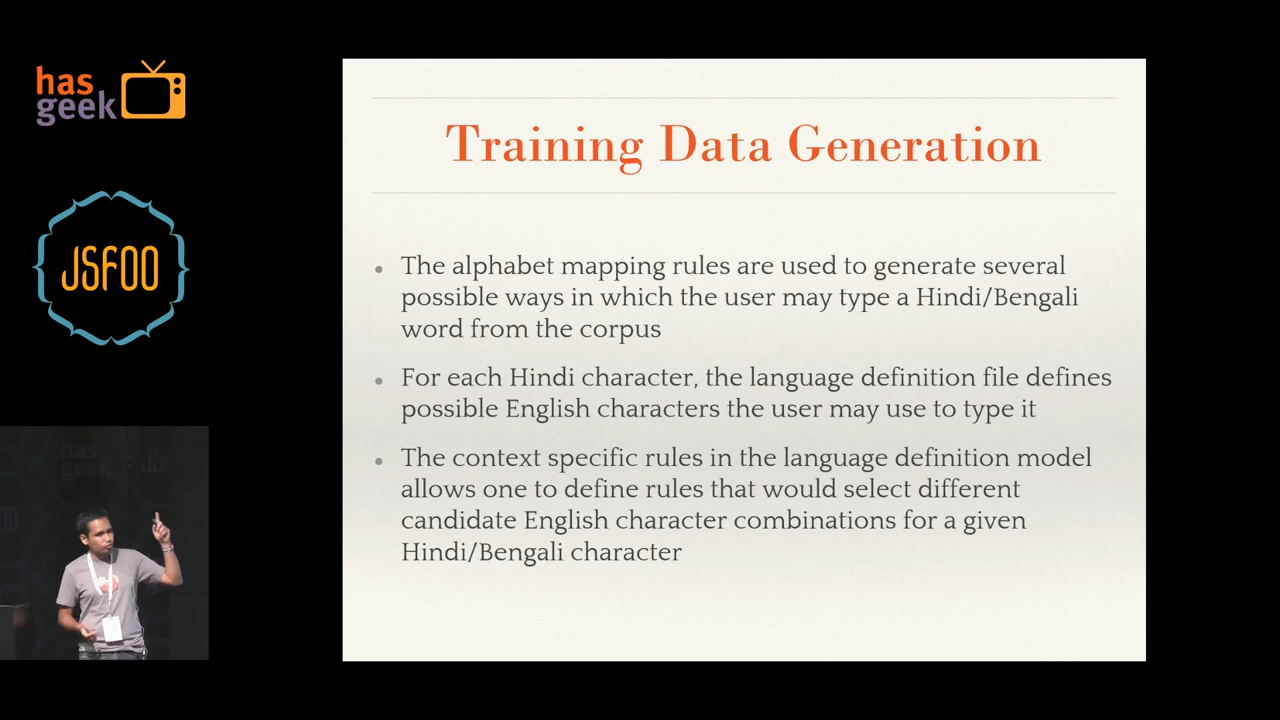 has
geek
JSFOO
Training Data Generation
The alphabet mapping rules are used to generate several
possible ways in which the user may type a Hindi/Bengali
word from the corpus
For each Hindi character, the language definition file defines
possible English characters the user may use to type it
The context specific rules in the language definition model
allows one to define rules that would select different
candidate English character combinations for a given
Hindi/Bengali character
has
geek